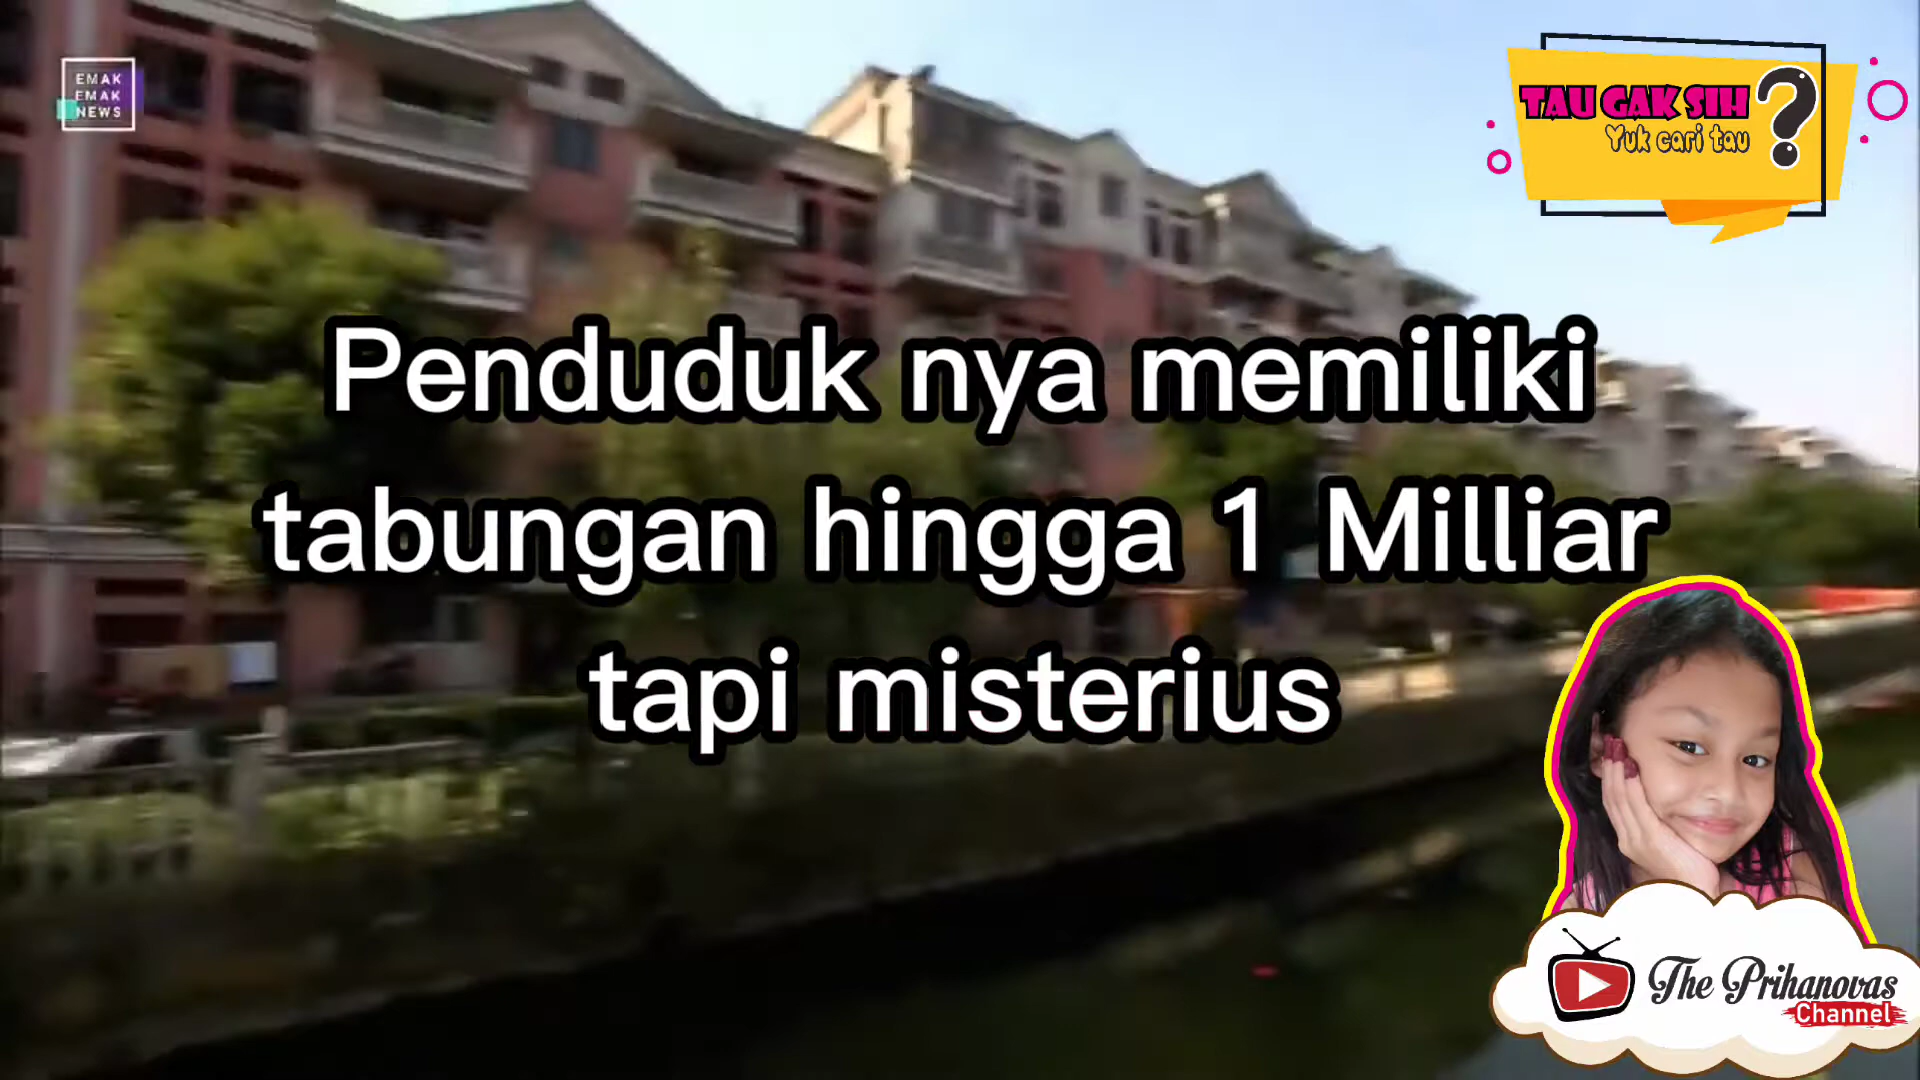 EMAK
EMAK
NEWS
TAU GAK SIH ?
Yuk cari tau
Penduduk nya memiliki
tabungan hingga 1 Milliar
tapi misterius
The Prihanovas
Channel